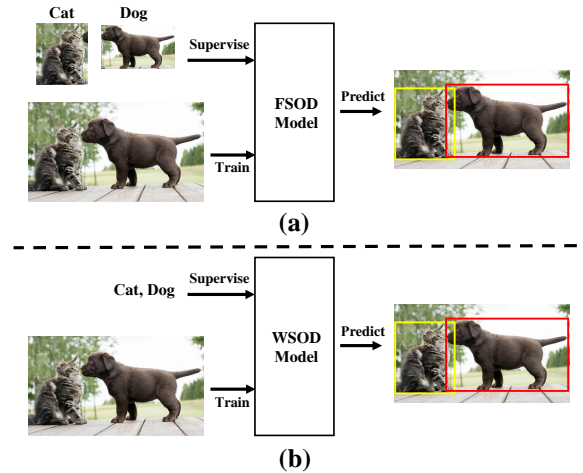 Cat Dog
Supervise
FSOD
Model
Predict
Train
(a)
Cat, Dog
Supervise
WSOD
Model
Predict
Train
(b)